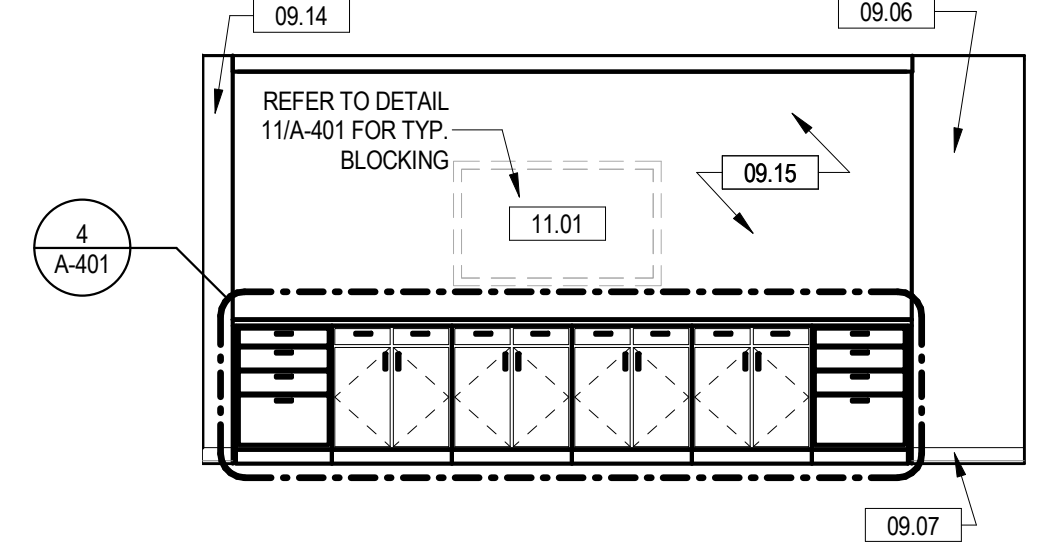 09.14
09.06
REFER TO DETAIL
11/A-401 FOR TYP.
BLOCKING
09.15
11.01
4
A-401
09.07